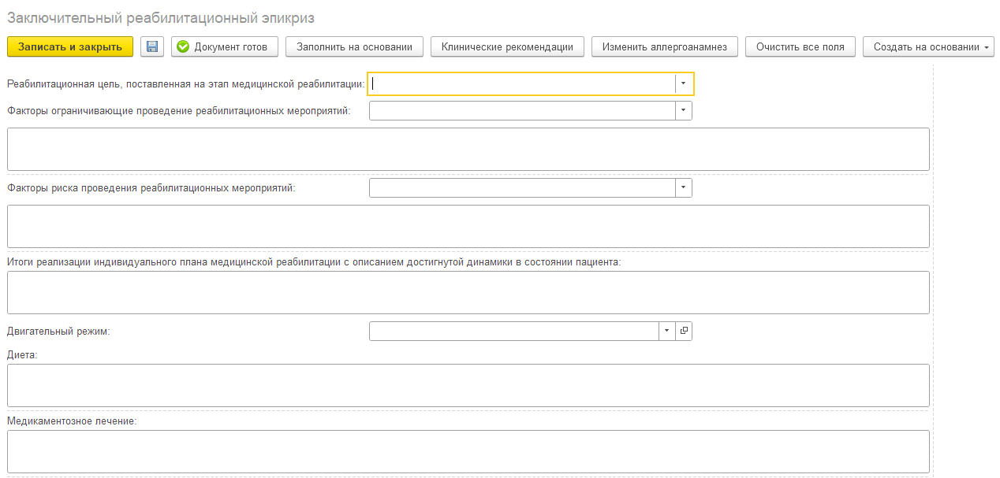 Заключительный реабилитационный эпикриз
Записать и закрыть Документ готов Заполнить на основании Клинические рекомендации Изменить аллергоанамнез Очистить все поля Создать на основании
Реабилитационная цель, поставленная на этап медицинской реабилитации:
Факторы ограничивающие проведение реабилитационных мероприятий:
Факторы риска проведения реабилитационных мероприятий:
Итоги реализации индивидуального плана медицинской реабилитации с описанием достигнутой динамики в состоянии пациента:
Двигательный режим:
Диета:
Медикаментозное лечение: